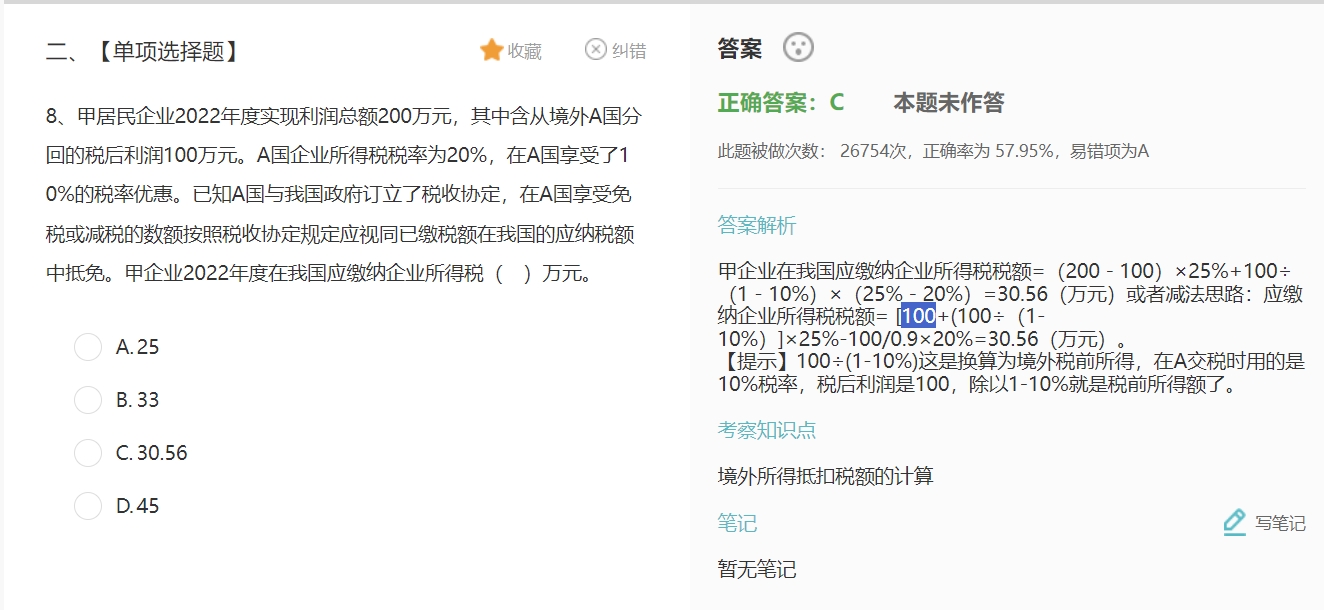 二、【单项选择题】
收藏
纠错
8、甲居民企业2022年度实现利润总额200万元，其中含从境外A国分
回的税后利润100万元。A国企业所得税税率为20%，在A国享受了1
0%的税率优惠。已知A国与我国政府订立了税收协定，在A国享受免
税或减税的数额按照税收协定规定应视同已缴税额在我国的应纳税额
中抵免。甲企业2022年度在我国应缴纳企业所得税（　）万元。
A. 25
B. 33
C. 30.56
D. 45
答案
正确答案：C 本题未作答
此题被做次数： 26754次，正确率为 57.95%，易错项为A
答案解析
甲企业在我国应缴纳企业所得税税额=（200 - 100）×25%+100÷
（1 - 10%）×（25% - 20%）=30.56（万元）或者减法思路：应缴
纳企业所得税税额= [100+(100÷（1-
10%）]×25%-100/0.9×20%=30.56（万元）。
【提示】100÷(1-10%)这是换算为境外税前所得，在A交税时用的是
10%税率，税后利润是100，除以1-10%就是税前所得额了。
考察知识点
境外所得抵扣税额的计算
笔记
写笔记
暂无笔记